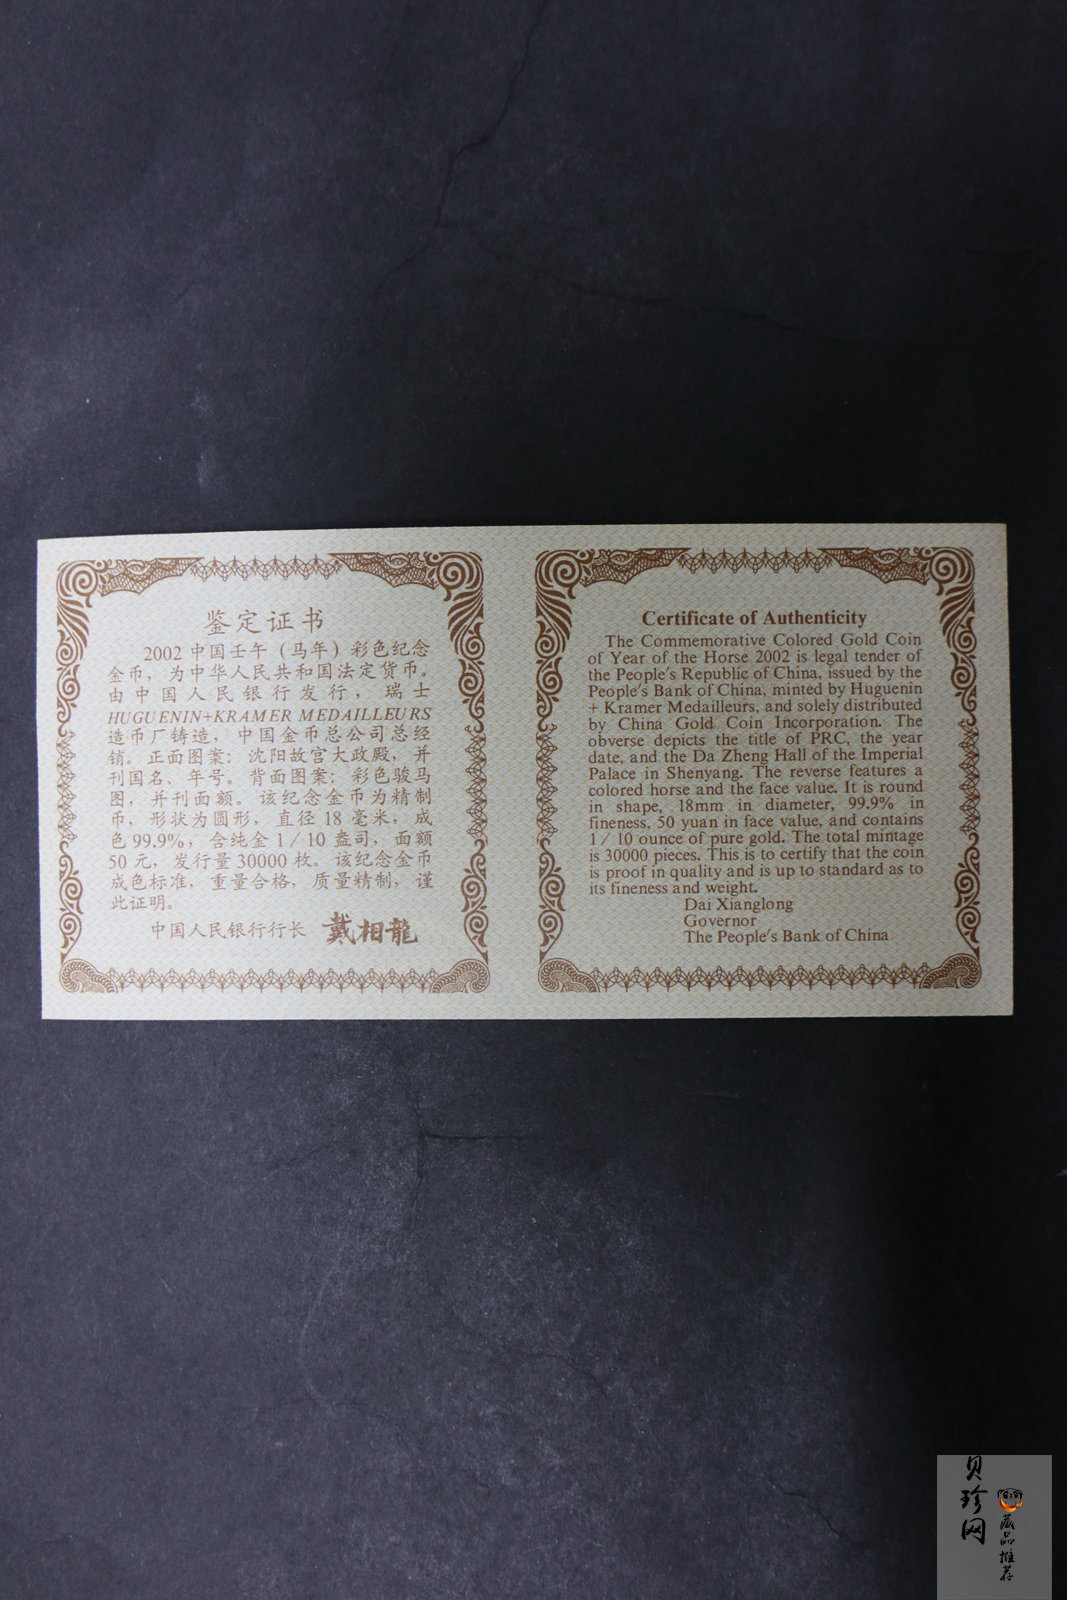 鉴定证书
2002 中国壬午（马年）彩色纪念
金币，为中华人民共和国法定货币。
由中国人民银行发行，瑞士
HUGUENIN+KRAMER MEDAILLEURS
造币厂铸造，中国金币总公司总经
销。正面图案：沈阳故宫大政殿，并
刊国名、年号。背面图案：彩色骏马
图，并刊面额。该纪念金币为精制
币，形状为圆形，直径 18 毫米，成
色 99.9%，含纯金 1／10 盎司，面额
50 元，发行量 30000 枚。该纪念金币
成色标准，重量合格，质量精制，谨
此证明。
中国人民银行行长 戴相龍
Certificate of Authenticity
The Commemorative Colored Gold Coin
of Year of the Horse 2002 is legal tender of
the People's Republic of China, issued by the
People's Bank of China, minted by Huguenin
+ Kramer Medailleurs, and solely distributed
by China Gold Coin Incorporation. The
obverse depicts the title of PRC, the year
date, and the Da Zheng Hall of the Imperial
Palace in Shenyang. The reverse features a
colored horse and the face value. It is round
in shape, 18mm in diameter, 99.9% in
fineness, 50 yuan in face value, and contains
1／10 ounce of pure gold. The total mintage
is 30000 pieces. This is to certify that the coin
is proof in quality and is up to standard as to
its fineness and weight.
Dai Xianglong
Governor
The People's Bank of China
贝珍网
藏品推荐